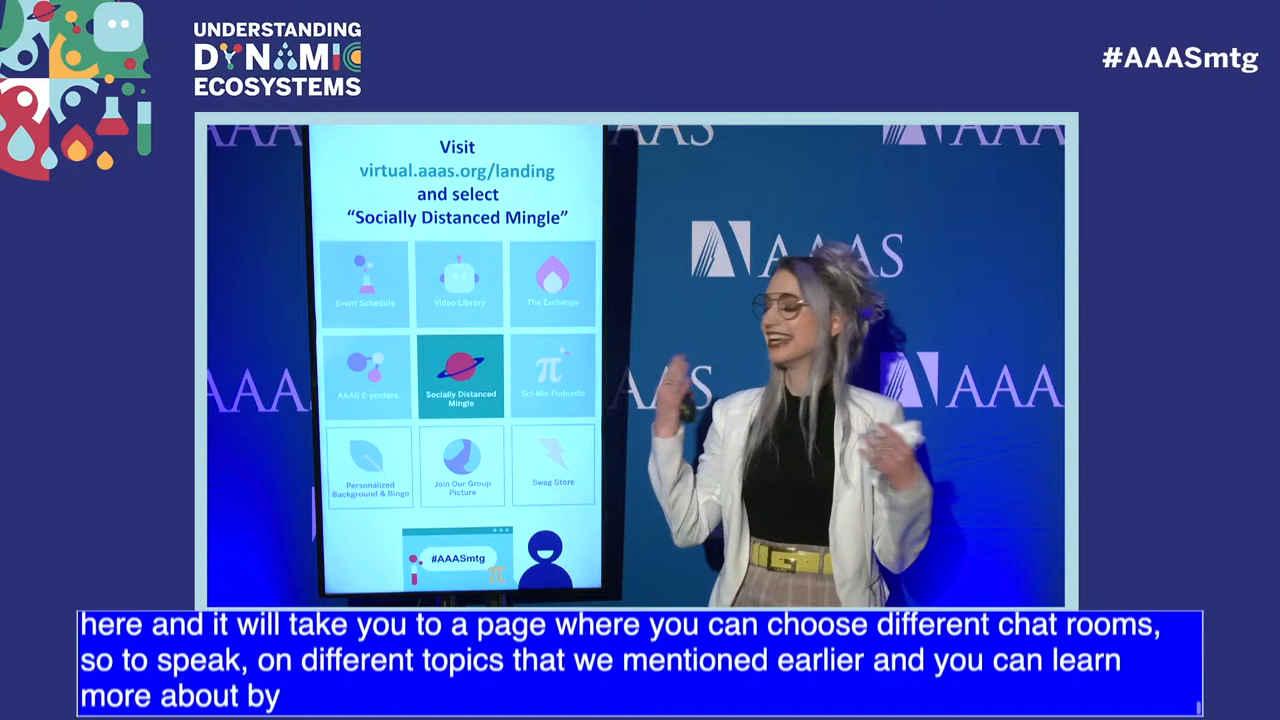 UNDERSTANDING
DYNAMIC
ECOSYSTEMS
#AAASmtg
AAAS
AAAS
AAAS
Visit
virtual.aaas.org/landing
and select
“Socially Distanced Mingle”
Event Schedule
Video Library
The Exchange
AAAS E-posters
Socially Distanced
Mingle
Sci-Mic Podcasts
Personalized
Background & Bingo
Join Our Group
Picture
Swag Store
#AAASmtg
AAAS
AAAS
AAAS
AAAS
here and it will take you to a page where you can choose different chat rooms,
so to speak, on different topics that we mentioned earlier and you can learn
more about by